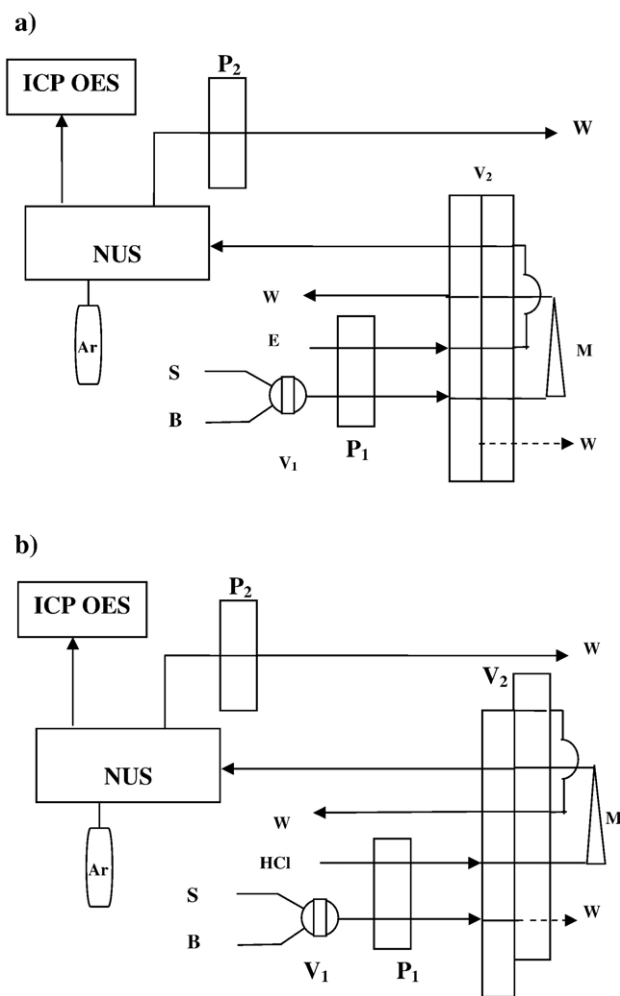 a)
ICP OES
P₂
W
V₂
NUS
W
E
Ar
M
S
B
V₁
P₁
W
b)
ICP OES
P₂
W
V₂
NUS
W
M
HCl
Ar
S
W
B
V₁
P₁